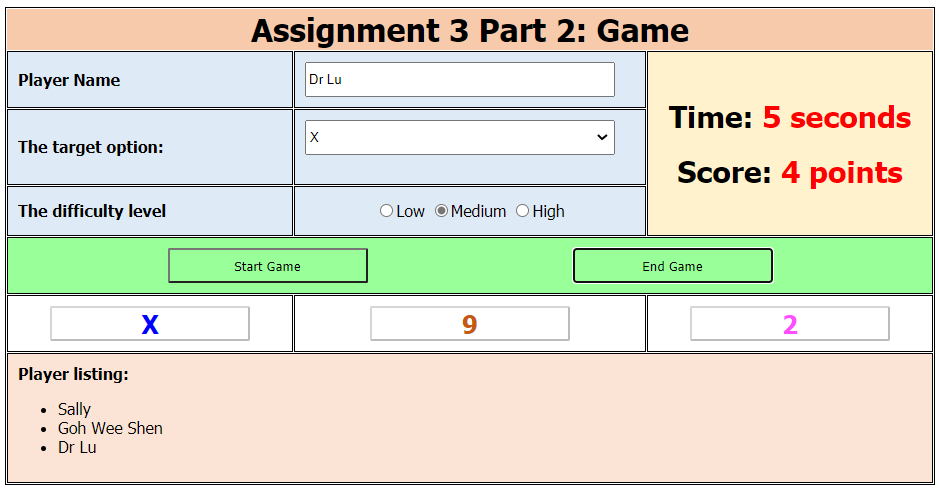 Assignment 3 Part 2: Game
Player Name
Dr Lu
Time: 5 seconds
The target option:
X
Score: 4 points
The difficulty level
Low Medium High
Start Game
End Game
X
9
2
Player listing:
Sally
Goh Wee Shen
Dr Lu